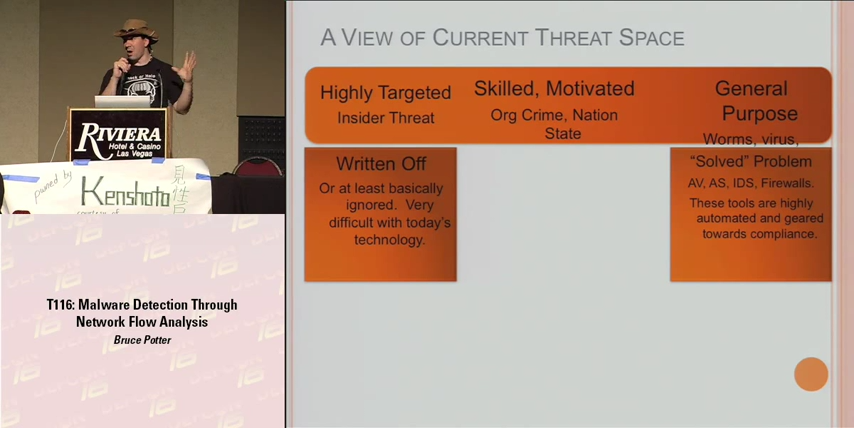 RIVIERA
Hotel & Casino
Las Vegas
pwned by
Kenshoto
T116: Malware Detection Through
Network Flow Analysis
Bruce Potter
A VIEW OF CURRENT THREAT SPACE
Highly Targeted
Insider Threat
Skilled, Motivated
Org Crime, Nation
State
General
Purpose
Worms, virus,
Written Off
Or at least basically
ignored. Very
difficult with today's
technology.
"Solved" Problem
AV, AS, IDS, Firewalls.
These tools are highly
automated and geared
towards compliance.